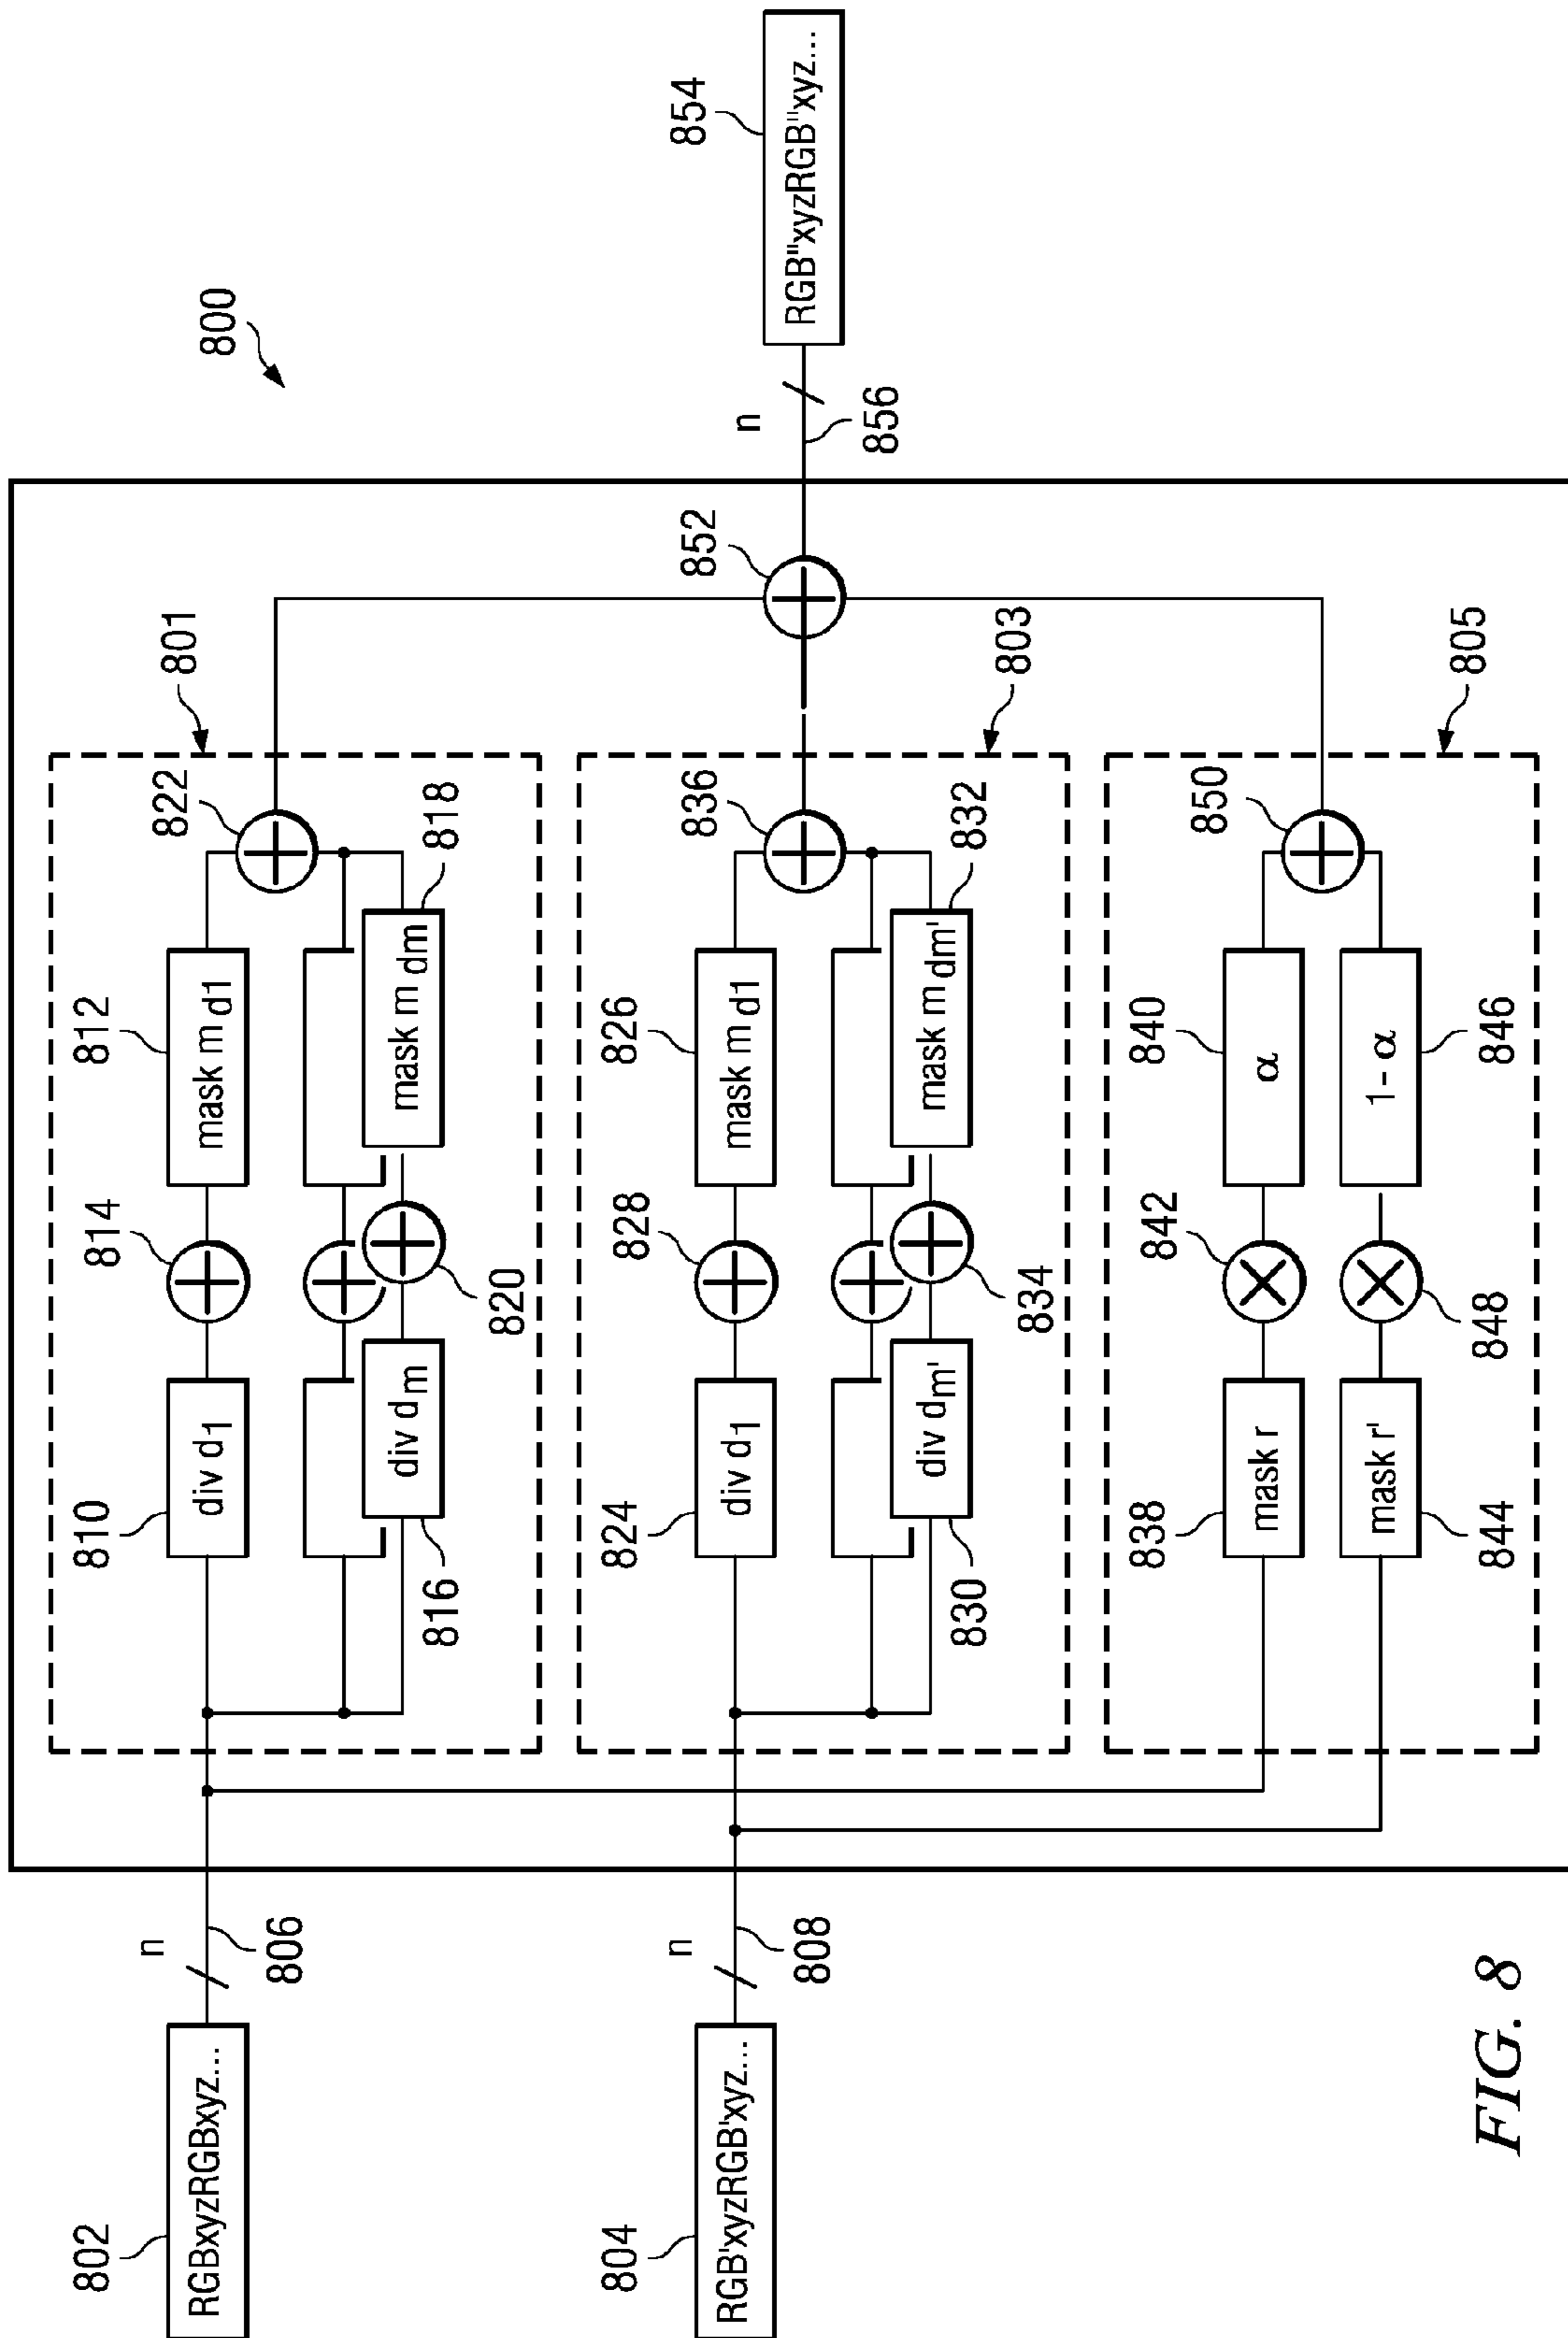 800
802
RGBxyzRGBxyz...
n
806
804
RGB'xyzRGB'xyz...
n
808
801
810
div d1
814
812
mask m d1
822
816
div dm
820
mask m dm
818
803
824
div d1
828
826
mask m d1
836
830
div dm'
834
mask m dm'
832
805
838
mask r
842
840
α
850
844
mask r'
848
1- α
846
852
n
856
854
RGB"xyzRGB"xyz...
FIG. 8